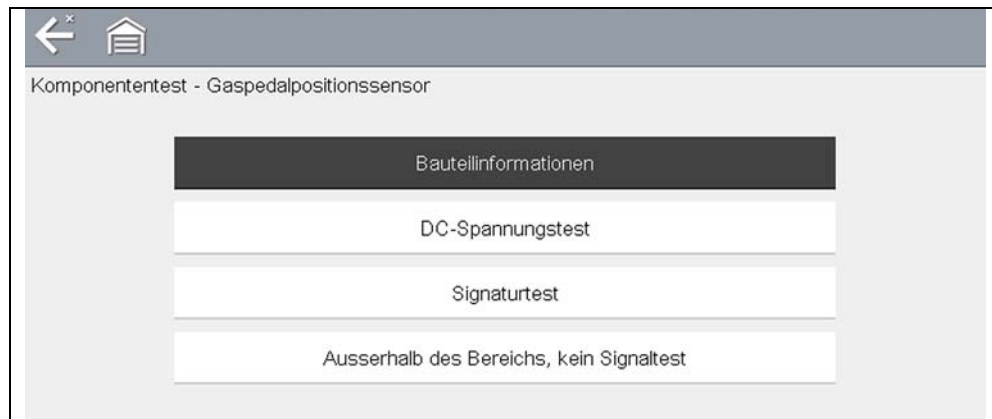 Komponententest - Gaspedalpositionssensor
Bauteilinformationen
DC-Spannungstest
Signaturtest
Ausserhalb des Bereichs, kein Signaltest